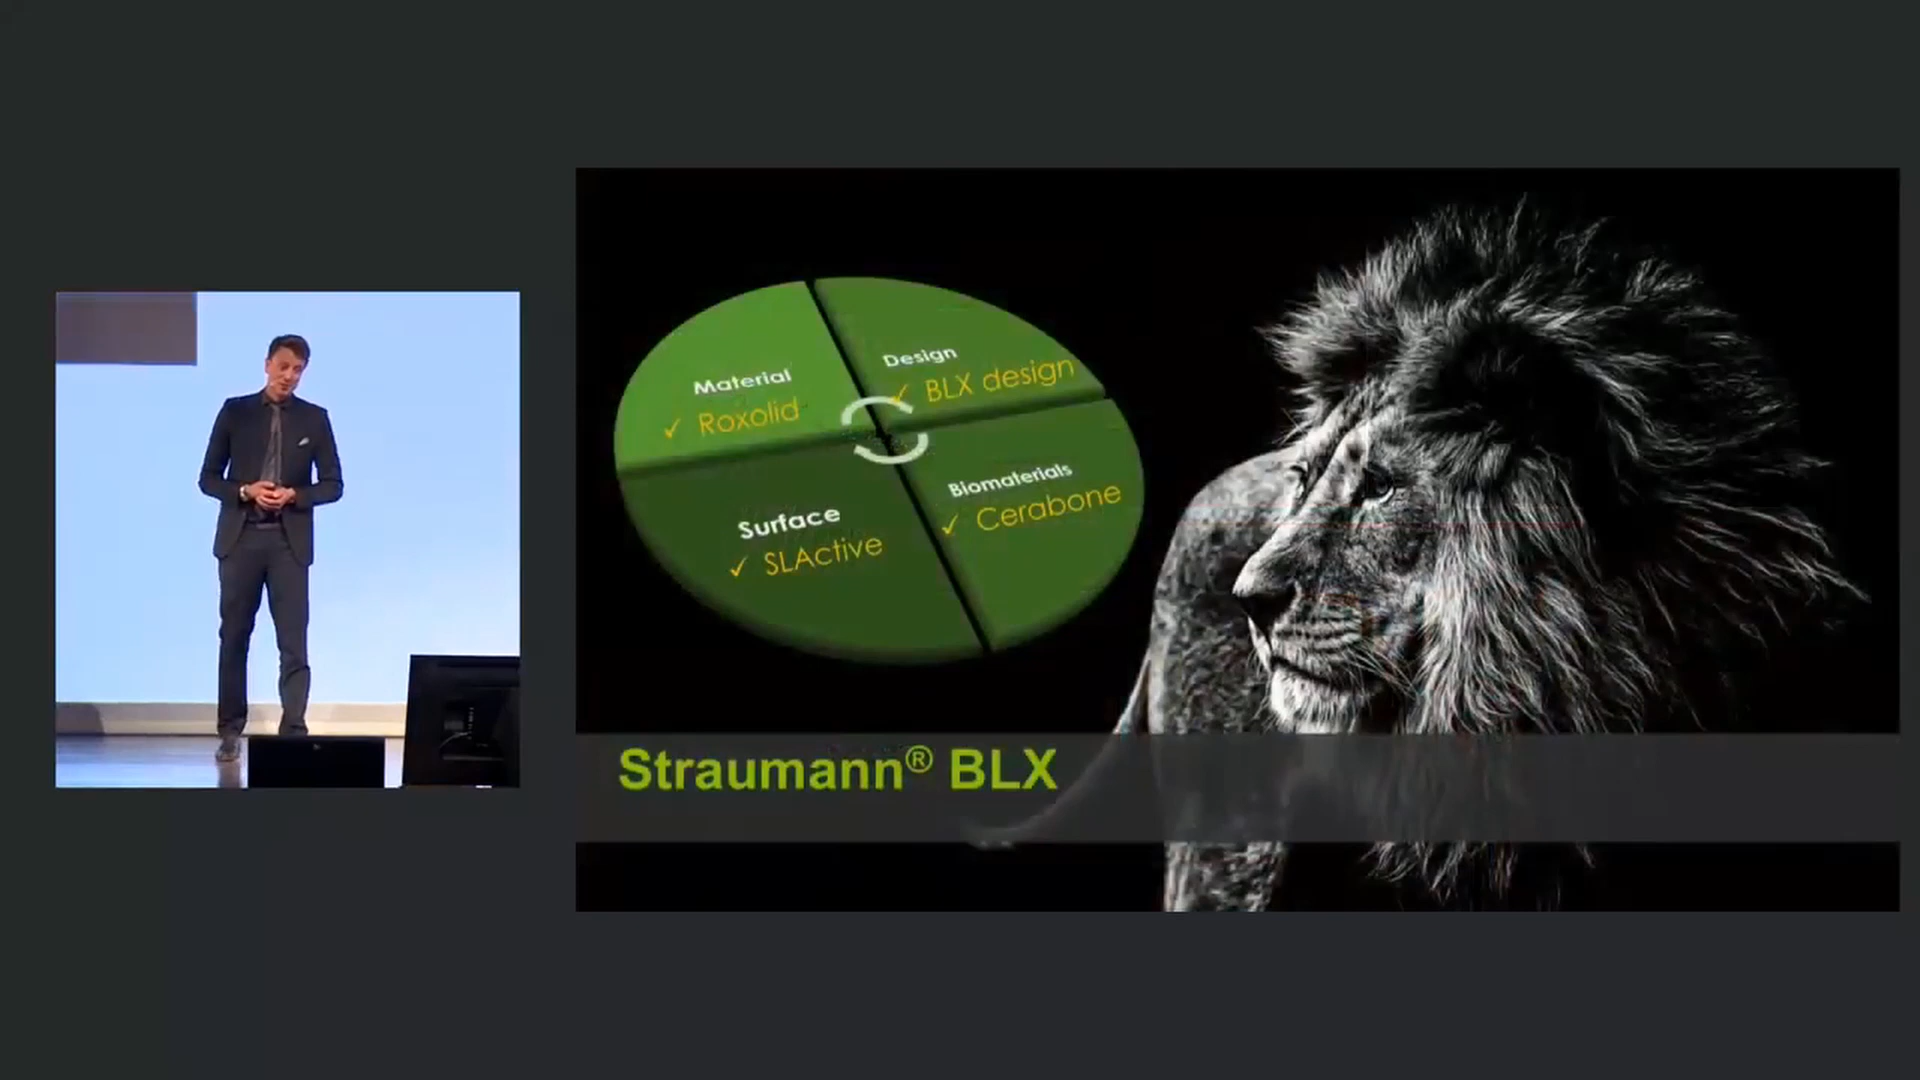 Material
✓ Roxolid
Design
✓ BLX design
Surface
✓ SLActive
Biomaterials
✓ Cerabone
Straumann® BLX